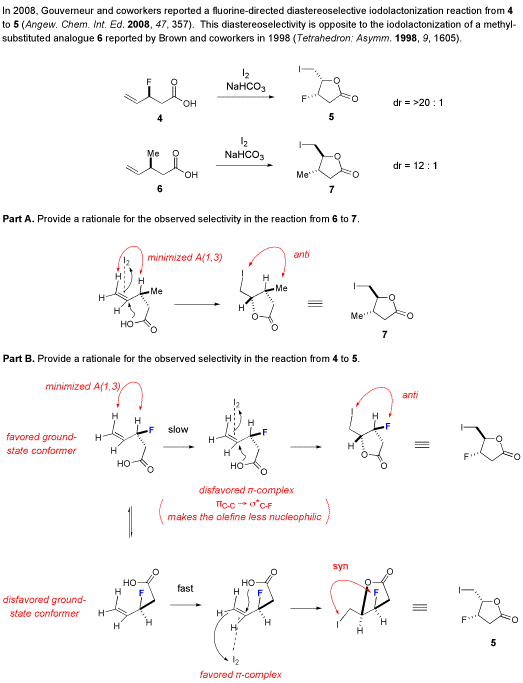 In 2008, Gouverneur and coworkers reported a fluorine-directed diastereoselective iodolactonization reaction from 4
to 5 (Angew. Chem. Int. Ed. 2008, 47, 357). This diastereoselectivity is opposite to the iodolactonization of a methyl-
substituted analogue 6 reported by Brown and coworkers in 1998 (Tetrahedron: Asymm. 1998, 9, 1605).
F O OH
4
I2
NaHCO3
I O O F
5
dr = >20 : 1
Me O OH
6
I2
NaHCO3
I O O Me
7
dr = 12 : 1
Part A. Provide a rationale for the observed selectivity in the reaction from 6 to 7.
I2 minimized A(1,3)
H H H H Me HO O
anti
I H Me H O O
I O O Me
7
Part B. Provide a rationale for the observed selectivity in the reaction from 4 to 5.
minimized A(1,3)
favored ground-
state conformer
H H H H F HO O
slow
I2 H H H H F HO O
anti
I H F H O O
I O O F
disfavored π-complex
πC-C → σ*C-F
makes the olefine less nucleophilic
disfavored ground-
state conformer
HO O H F H H H
fast
HO O H F H H H
I2
favored π-complex
syn
O O F I H H
I O O F
5